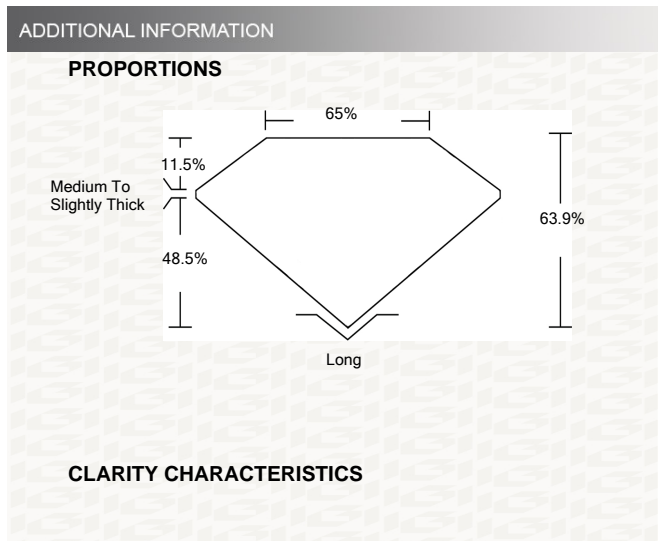 ADDITIONAL INFORMATION
PROPORTIONS
65%
11.5%
Medium To
Slightly Thick
63.9%
48.5%
Long
CLARITY CHARACTERISTICS